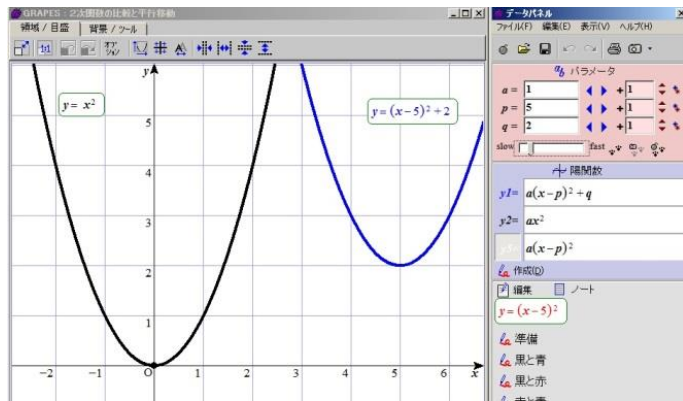 GRAPES : 2次関数の比較と平行移動
領域 / 目盛 背景 / ツール
y = x²
y = (x−5)² + 2
y
5
4
3
2
1
−2 −1 O 1 2 3 4 5 6 x
データパネル
ファイル(F) 編集(E) 表示(V) ヘルプ(H)
パラメータ
a = 1 +1
p = 5 +1
q = 2 +1
slow fast
陽関数
y1= a(x−p)² + q
y2= ax²
a(x−p)²
作成(D)
編集 ノート
y = (x−5)²
準備
黒と青
黒と赤